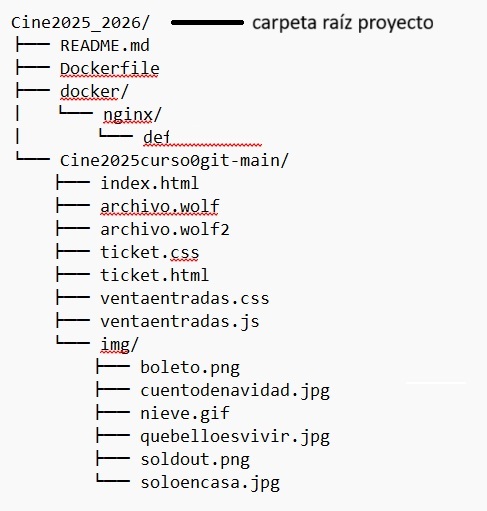 Cine2025_2026/ carpeta raíz proyecto
├── README.md
├── Dockerfile
├── docker/
│   └── nginx/
│       └── def
└── Cine2025curso0git-main/
    ├── index.html
    ├── archivo.wolf
    ├── archivo.wolf2
    ├── ticket.css
    ├── ticket.html
    ├── ventaentradas.css
    ├── ventaentradas.js
    └── img/
        ├── boleto.png
        ├── cuentodenavidad.jpg
        ├── nieve.gif
        ├── quebelloesvivir.jpg
        ├── soldout.png
        └── soloencasa.jpg